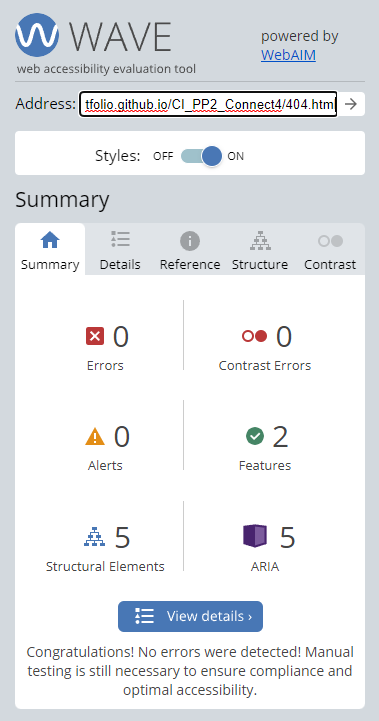 WAVE
powered by
WebAIM
web accessibility evaluation tool
Address: tfolio.github.io/CI_PP2_Connect4/404.html
Styles: OFF ON
Summary
Summary Details Reference Structure Contrast
0 0
Errors Contrast Errors
0 2
Alerts Features
5 5
Structural Elements ARIA
View details ›
Congratulations! No errors were detected! Manual
testing is still necessary to ensure compliance and
optimal accessibility.